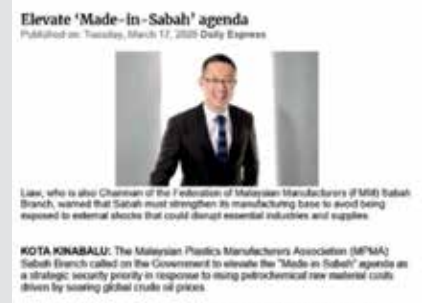 Elevate 'Made-in-Sabah' agenda
Published on: Tuesday, March 17, 2026 Daily Express
Liaw, who is also Chairman of the Federation of Malaysian Manufacturers (FMM) Sabah
Branch, warned that Sabah must strengthen its manufacturing base to avoid being
exposed to external shocks that could disrupt essential industries and supplies.
KOTA KINABALU: The Malaysian Plastics Manufacturers Association (MPMA)
Sabah Branch called on the Government to elevate the "Made in Sabah" agenda as
a strategic security priority in response to rising petrochemical raw material costs
driven by soaring global crude oil prices.